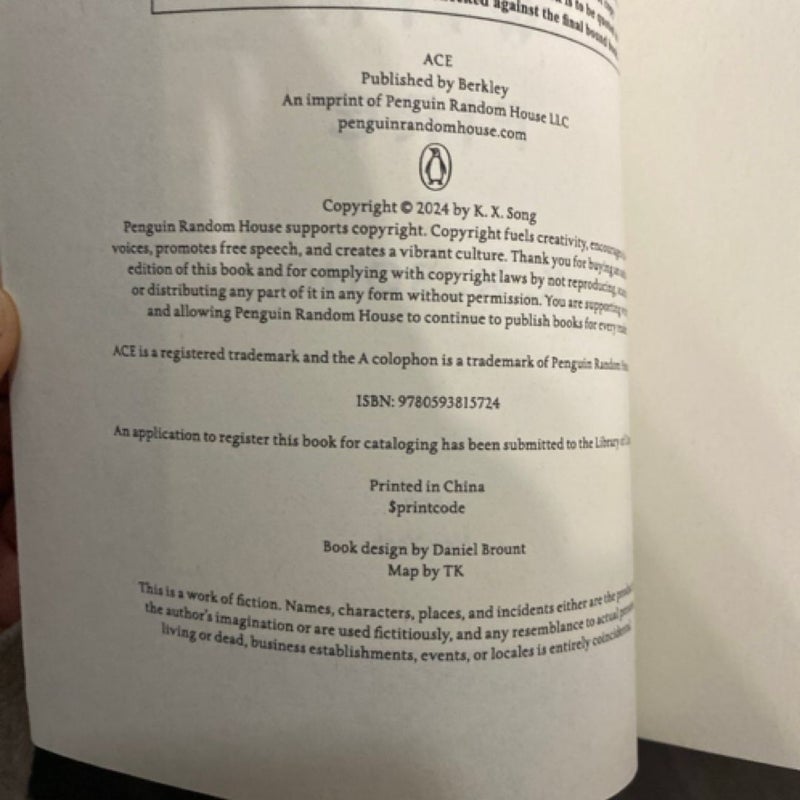 is to be quoted
against the final bound book
ACE
Published by Berkley
An imprint of Penguin Random House LLC
penguinrandomhouse.com
Copyright © 2024 by K. X. Song
Penguin Random House supports copyright. Copyright fuels creativity, encourages
voices, promotes free speech, and creates a vibrant culture. Thank you for buying an
edition of this book and for complying with copyright laws by not reproducing,
or distributing any part of it in any form without permission. You are supporting
and allowing Penguin Random House to continue to publish books for every
ACE is a registered trademark and the A colophon is a trademark of Penguin Random
ISBN: 9780593815724
An application to register this book for cataloging has been submitted to the Library of
Printed in China
$printcode
Book design by Daniel Brount
Map by TK
This is a work of fiction. Names, characters, places, and incidents either are the
the author's imagination or are used fictitiously, and any resemblance to actual
living or dead, business establishments, events, or locales is entirely coincidental.